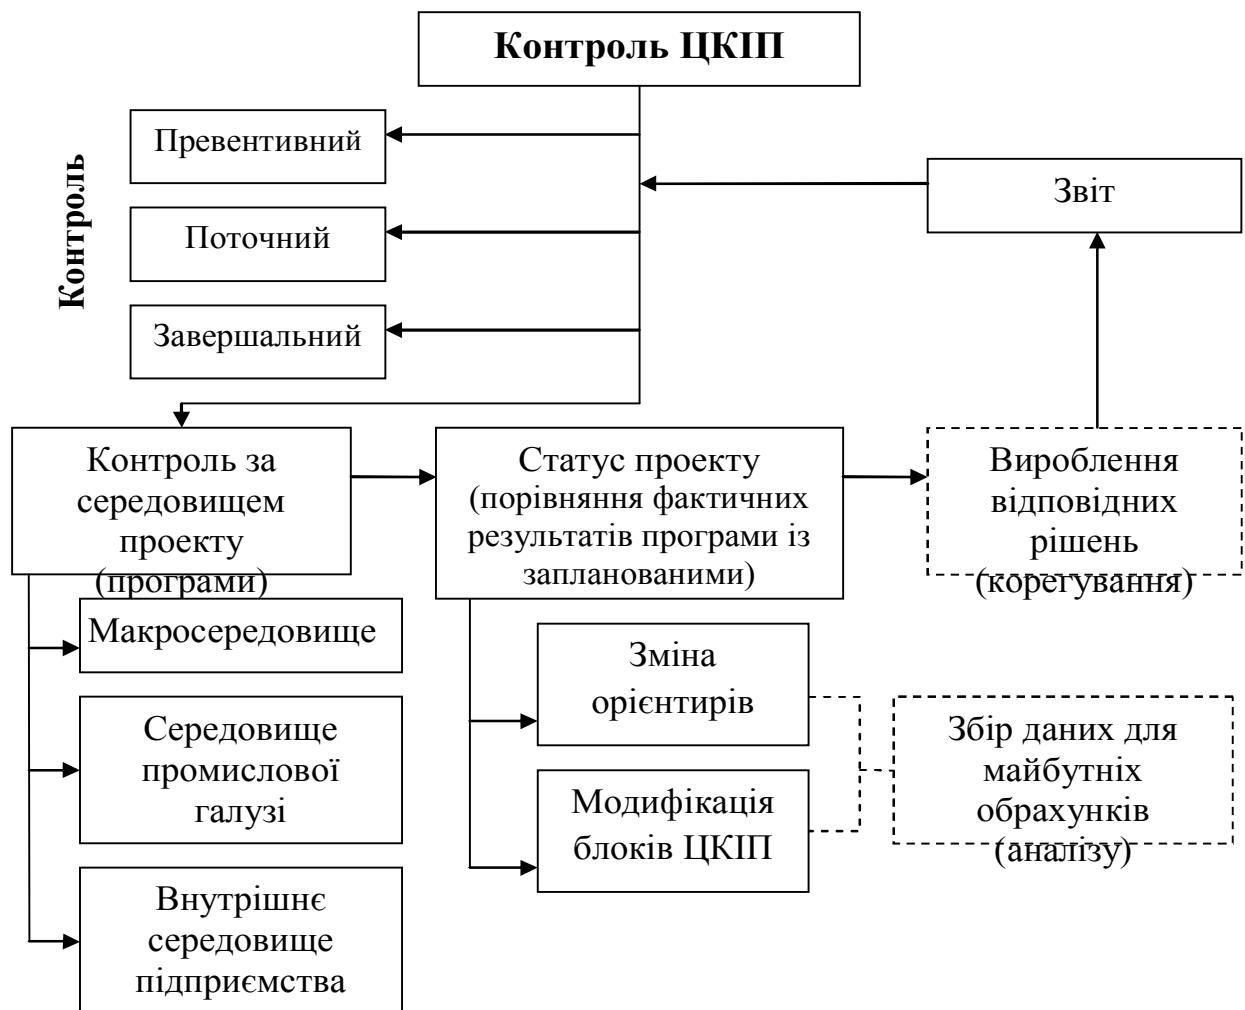 Контроль ЦКІП
Контроль
Превентивний
Поточний
Завершальний
Звіт
Контроль за
середовищем
проекту
(програми)
Статус проекту
(порівняння фактичних
результатів програми із
запланованими)
Вироблення
відповідних
рішень
(корегування)
Макросередовище
Середовище
промислової
галузі
Внутрішнє
середовище
підприємства
Зміна
орієнтирів
Модифікація
блоків ЦКІП
Збір даних для
майбутніх
обрахунків
(аналізу)